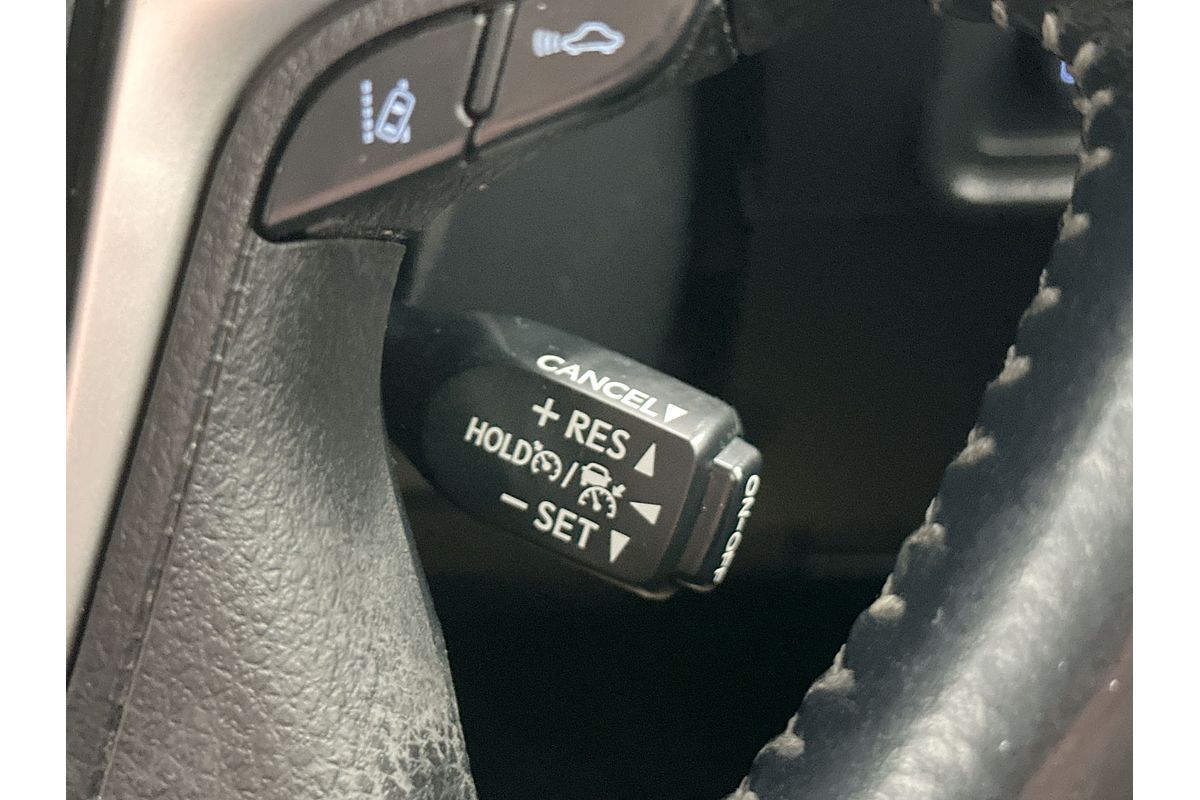 CANCEL▼
+ RES ▲
HOLD / ◀
− SET ▼
ON-OFF